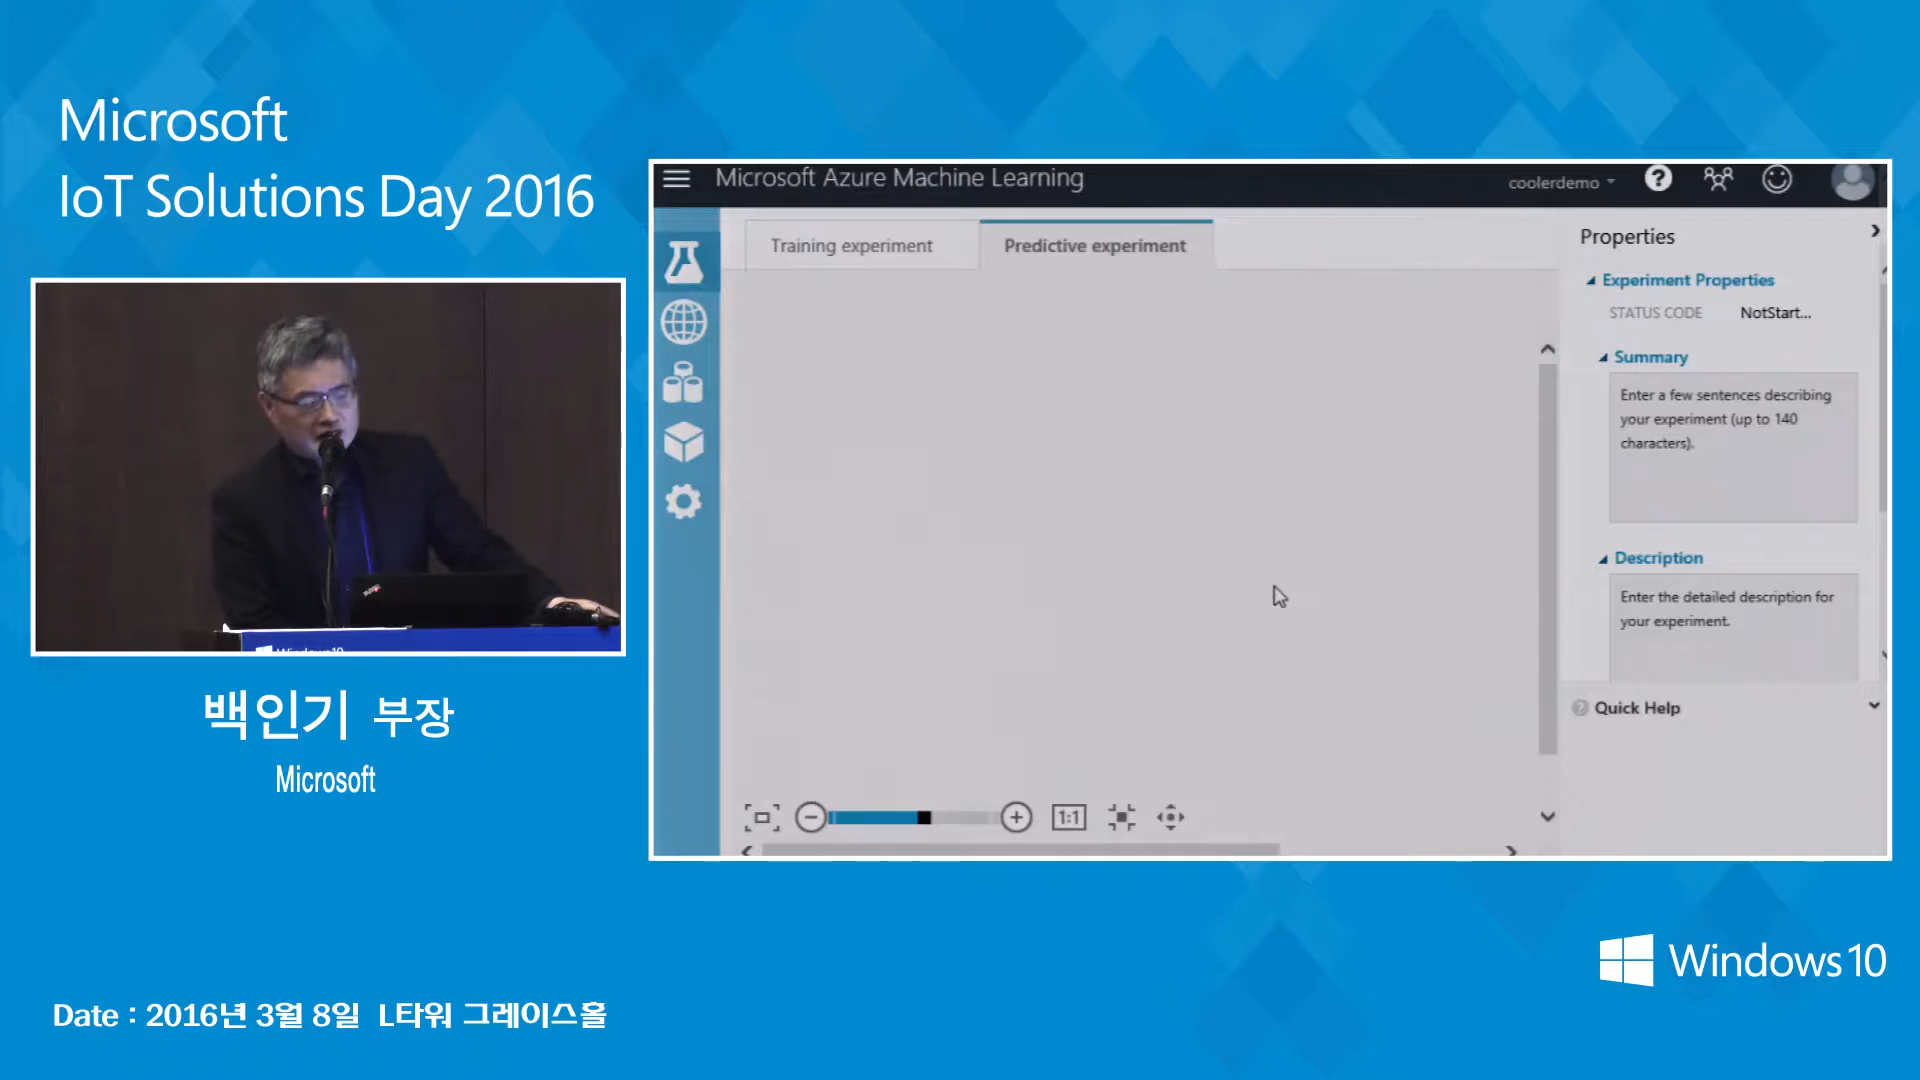 Microsoft
IoT Solutions Day 2016
Microsoft Azure Machine Learning
coolerdemo
Training experiment
Predictive experiment
Properties
Experiment Properties
STATUS CODE
NotStart...
Summary
Enter a few sentences describing
your experiment (up to 140
characters).
Description
Enter the detailed description for
your experiment.
Quick Help
1:1
Windows10
백인기 부장
Microsoft
Windows10
Date : 2016년 3월 8일 L타워 그레이스홀